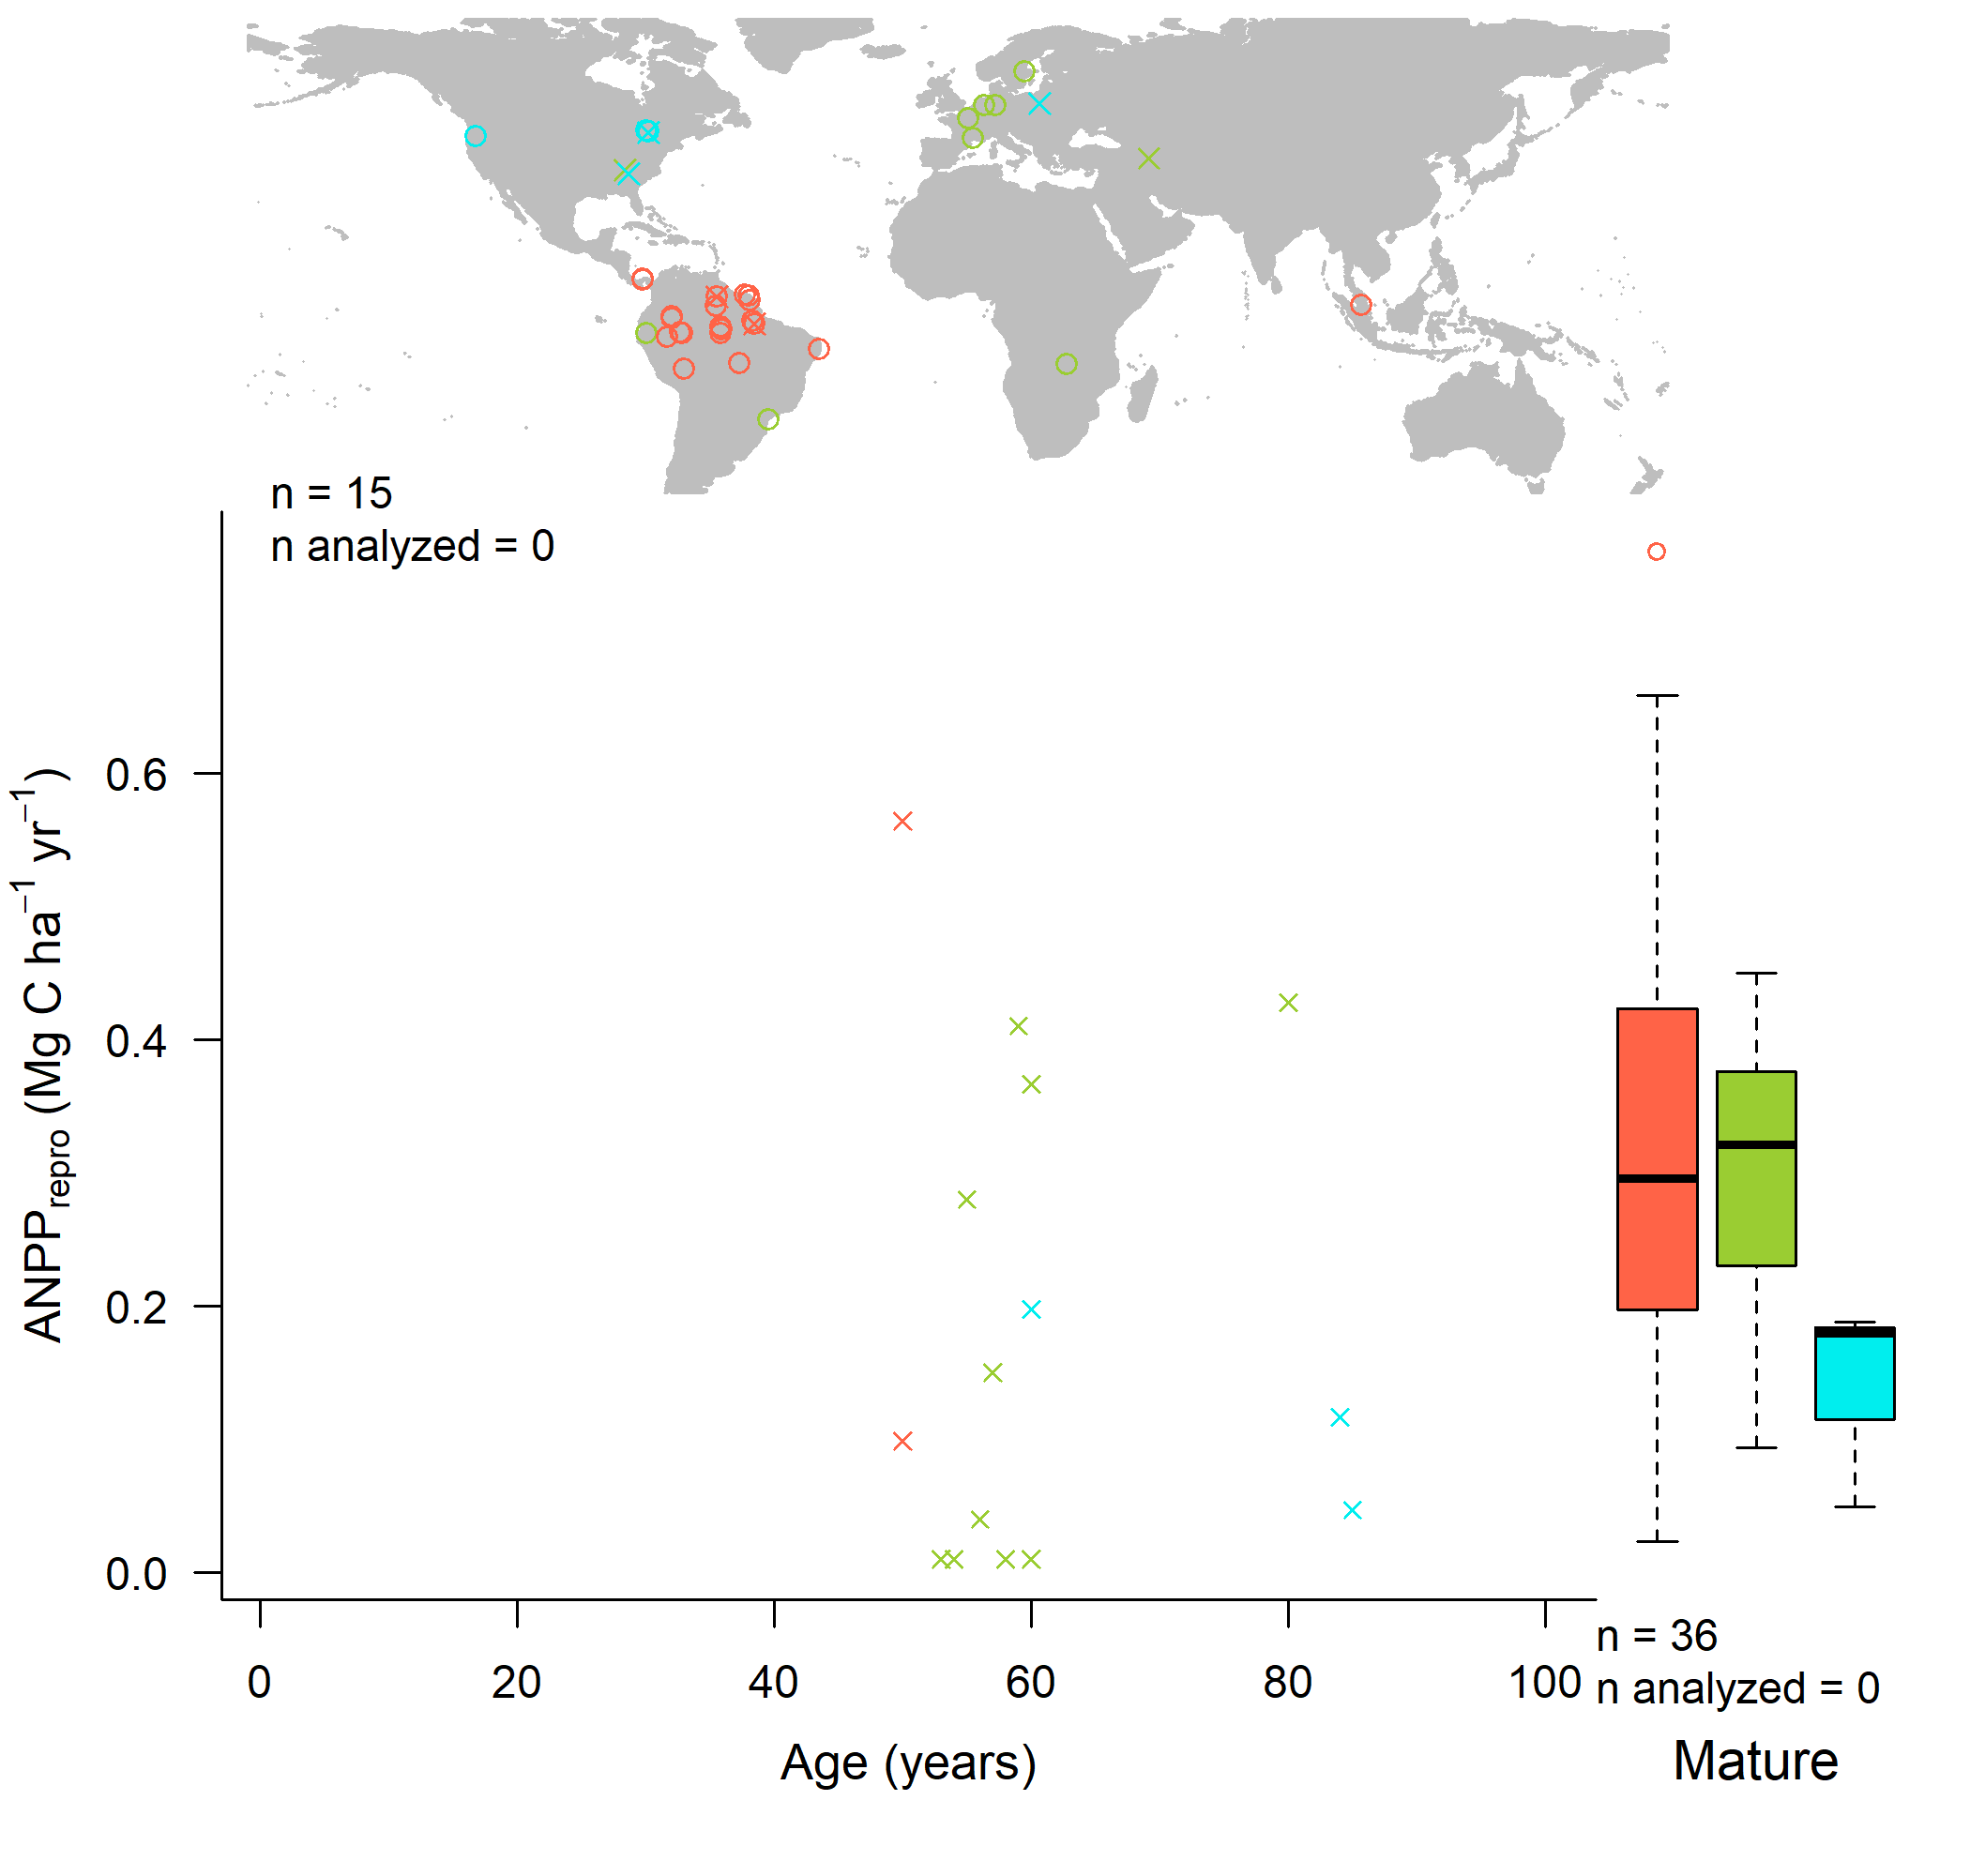 n = 15
n analyzed = 0
ANPPrepro (Mg C ha−1 yr−1)
0.6
0.4
0.2
0.0
0 20 40 60 80 100
Age (years)
n = 36
n analyzed = 0
Mature